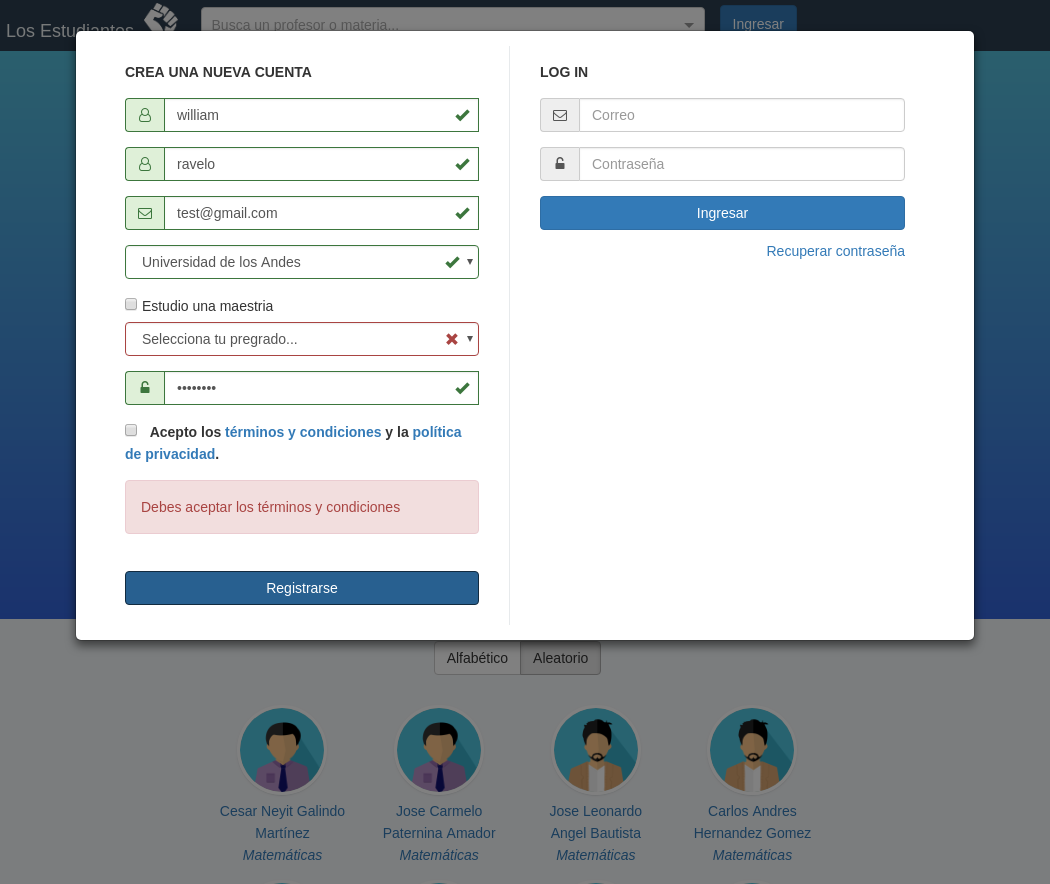 Los Estudiantes
Busca un profesor o materia...
Ingresar
CREA UNA NUEVA CUENTA
william
ravelo
test@gmail.com
Universidad de los Andes
Estudio una maestria
Selecciona tu pregrado...
••••••••
Acepto los términos y condiciones y la política
de privacidad.
Debes aceptar los términos y condiciones
Registrarse
LOG IN
Correo
Contraseña
Ingresar
Recuperar contraseña
Alfabético Aleatorio
Cesar Neyit Galindo
Martínez
Matemáticas
Jose Carmelo
Paternina Amador
Matemáticas
Jose Leonardo
Angel Bautista
Matemáticas
Carlos Andres
Hernandez Gomez
Matemáticas